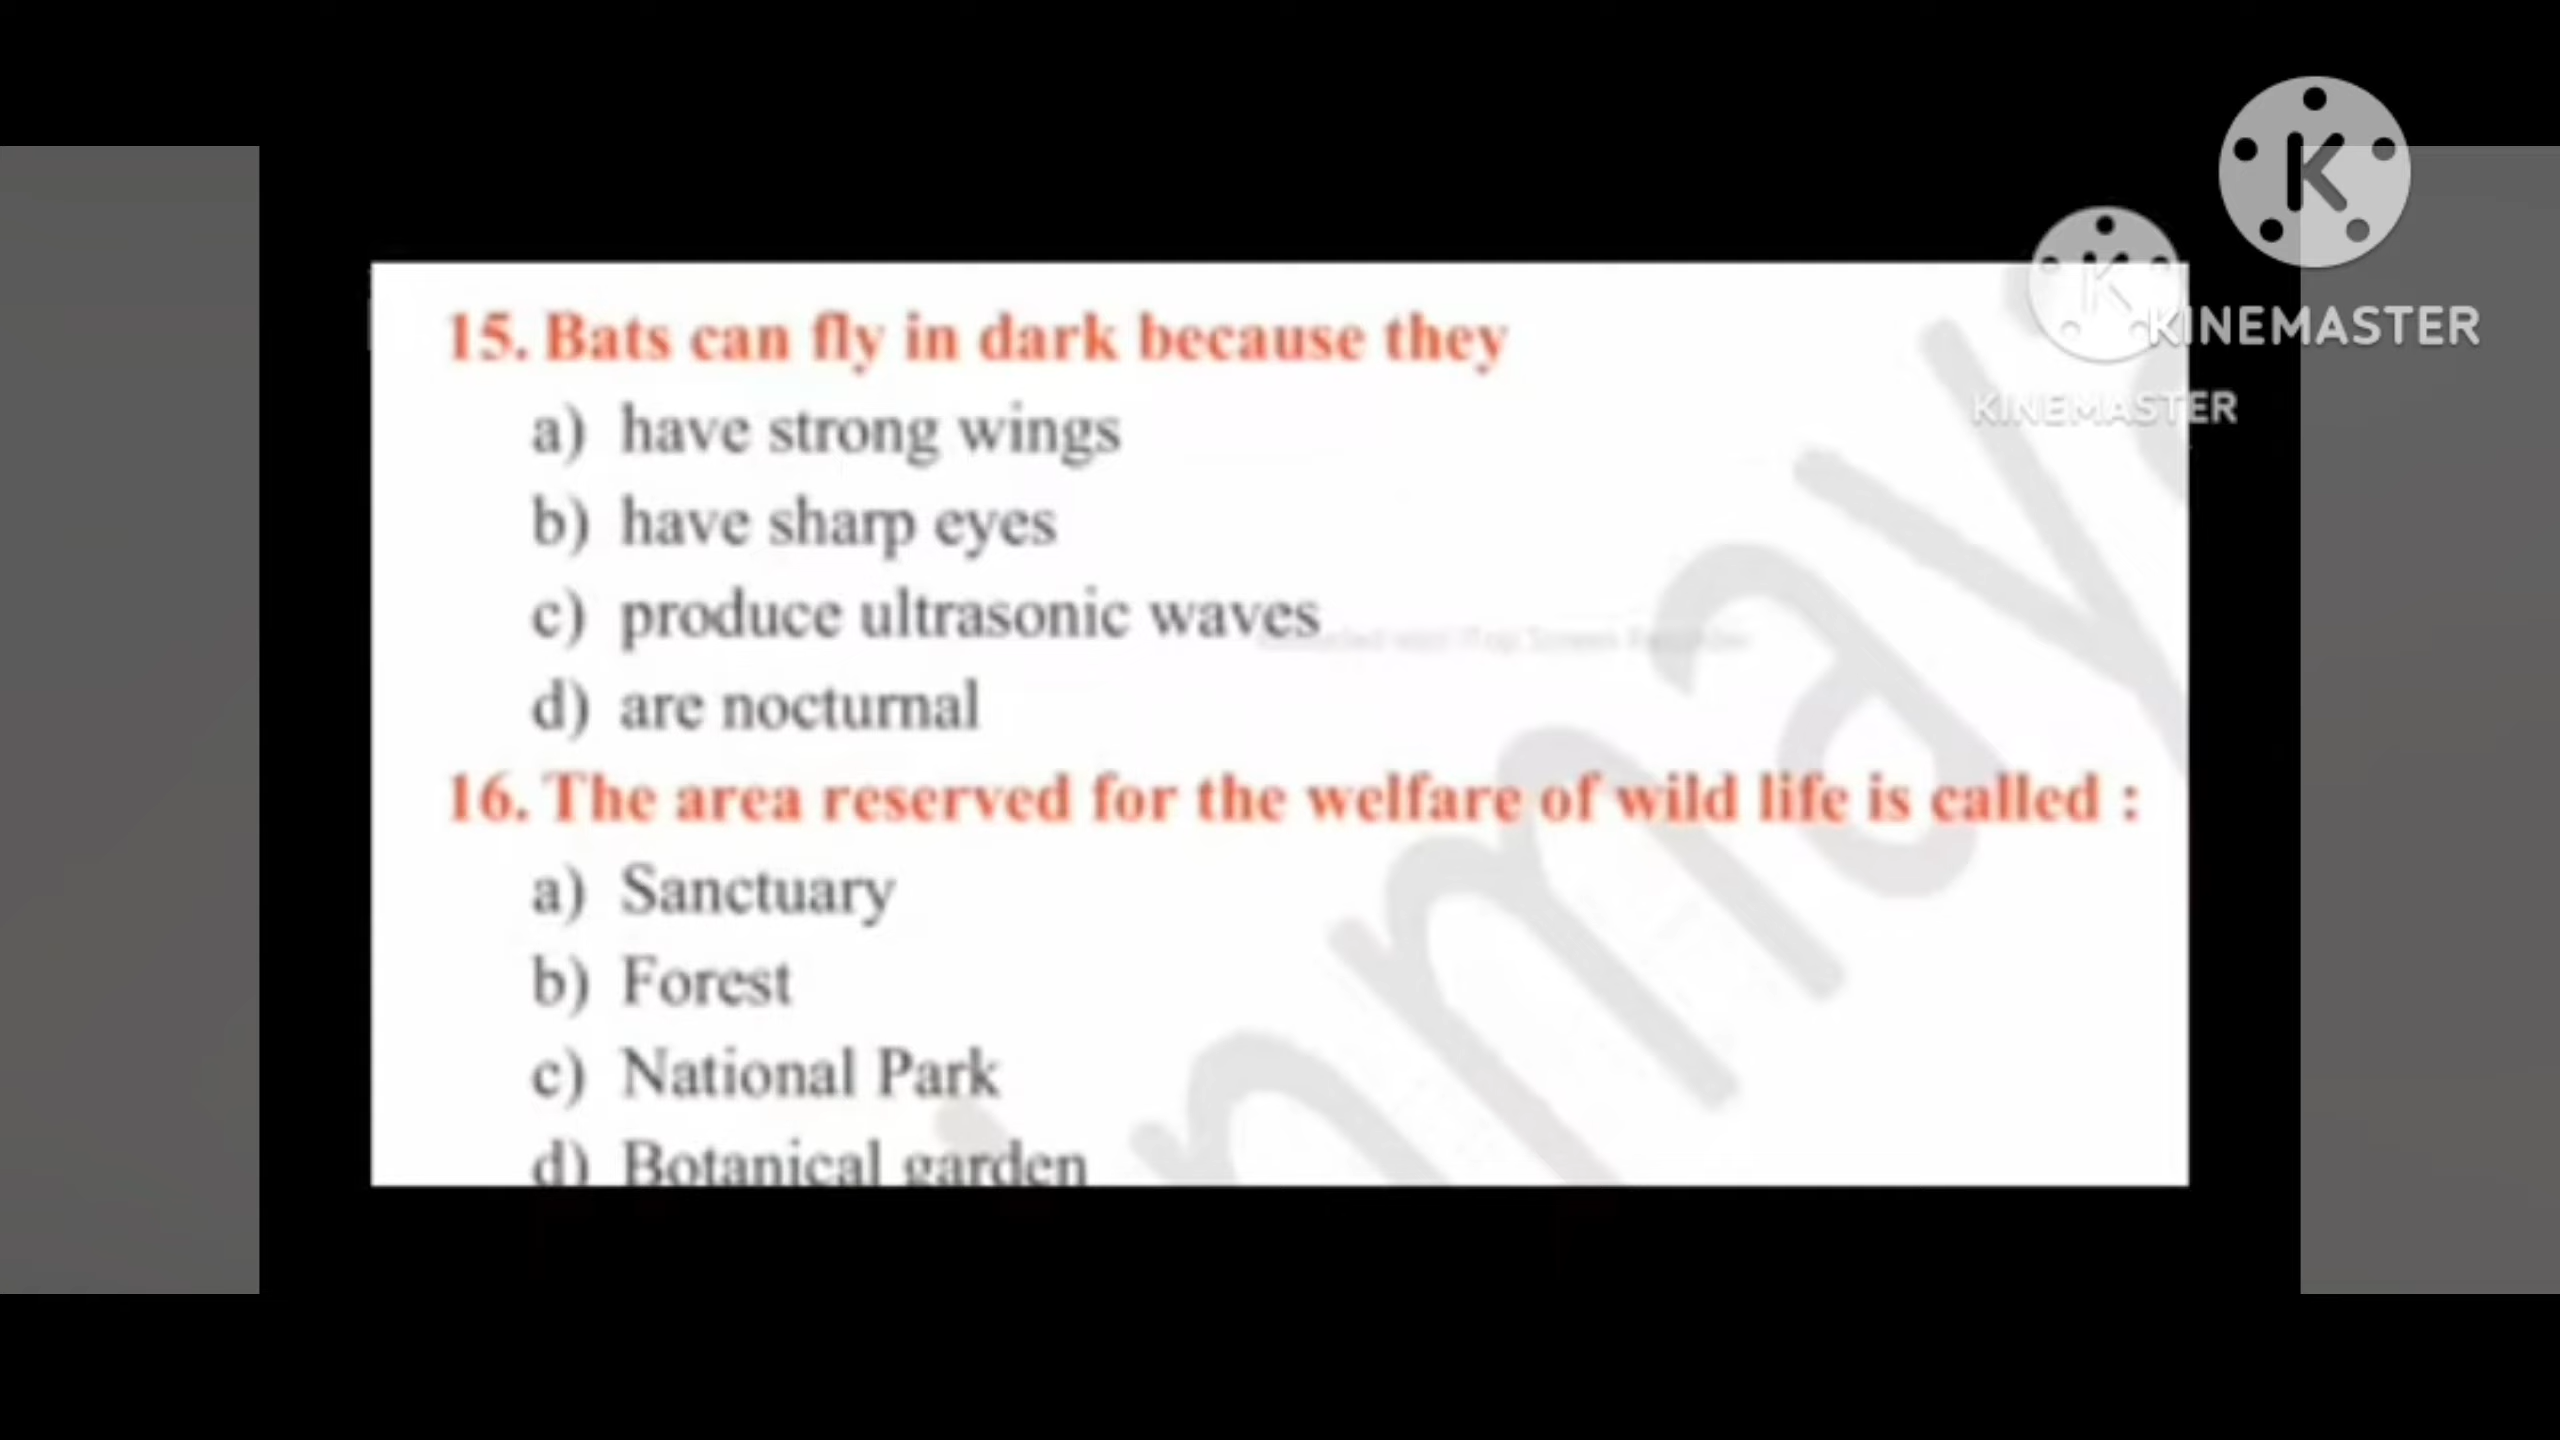 KINEMASTER
KINEMASTER
15. Bats can fly in dark because they
a) have strong wings
b) have sharp eyes
c) produce ultrasonic waves
d) are nocturnal
16. The area reserved for the welfare of wild life is called :
a) Sanctuary
b) Forest
c) National Park
d) Botanical garden